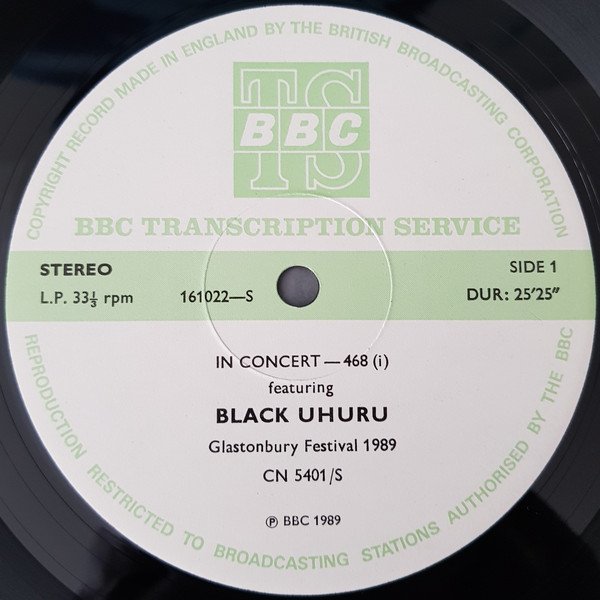 COPYRIGHT RECORD MADE IN ENGLAND BY THE BRITISH BROADCASTING CORPORATION
TS
BBC
BBC TRANSCRIPTION SERVICE
STEREO
SIDE 1
L.P. 33⅓ rpm
161022—S
DUR: 25'25"
IN CONCERT — 468 (i)
featuring
BLACK UHURU
Glastonbury Festival 1989
CN 5401/S
℗ BBC 1989
REPRODUCTION RESTRICTED TO BROADCASTING STATIONS AUTHORISED BY THE BBC